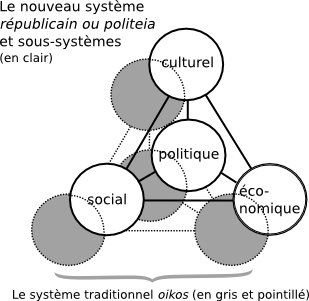 Le nouveau système
républicain ou politeia
et sous-systèmes
(en clair)
culturel
politique
social
éco-
nomique
Le système traditionnel oikos (en gris et pointillé)